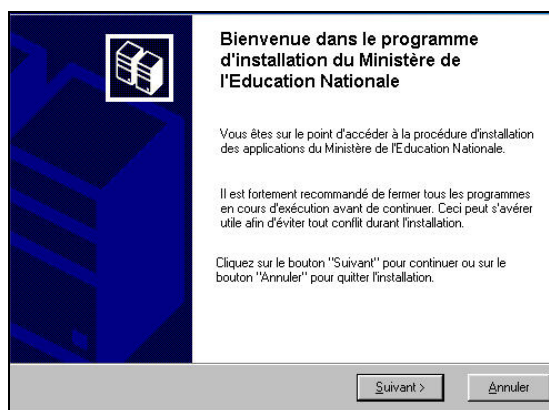 Bienvenue dans le programme
d'installation du Ministère de
l'Education Nationale
Vous êtes sur le point d'accéder à la procédure d'installation
des applications du Ministère de l'Education Nationale.
Il est fortement recommandé de fermer tous les programmes
en cours d'exécution avant de continuer. Ceci peut s'avérer
utile afin d'éviter tout conflit durant l'installation.
Cliquez sur le bouton "Suivant" pour continuer ou sur le
bouton "Annuler" pour quitter l'installation.
Suivant >
Annuler